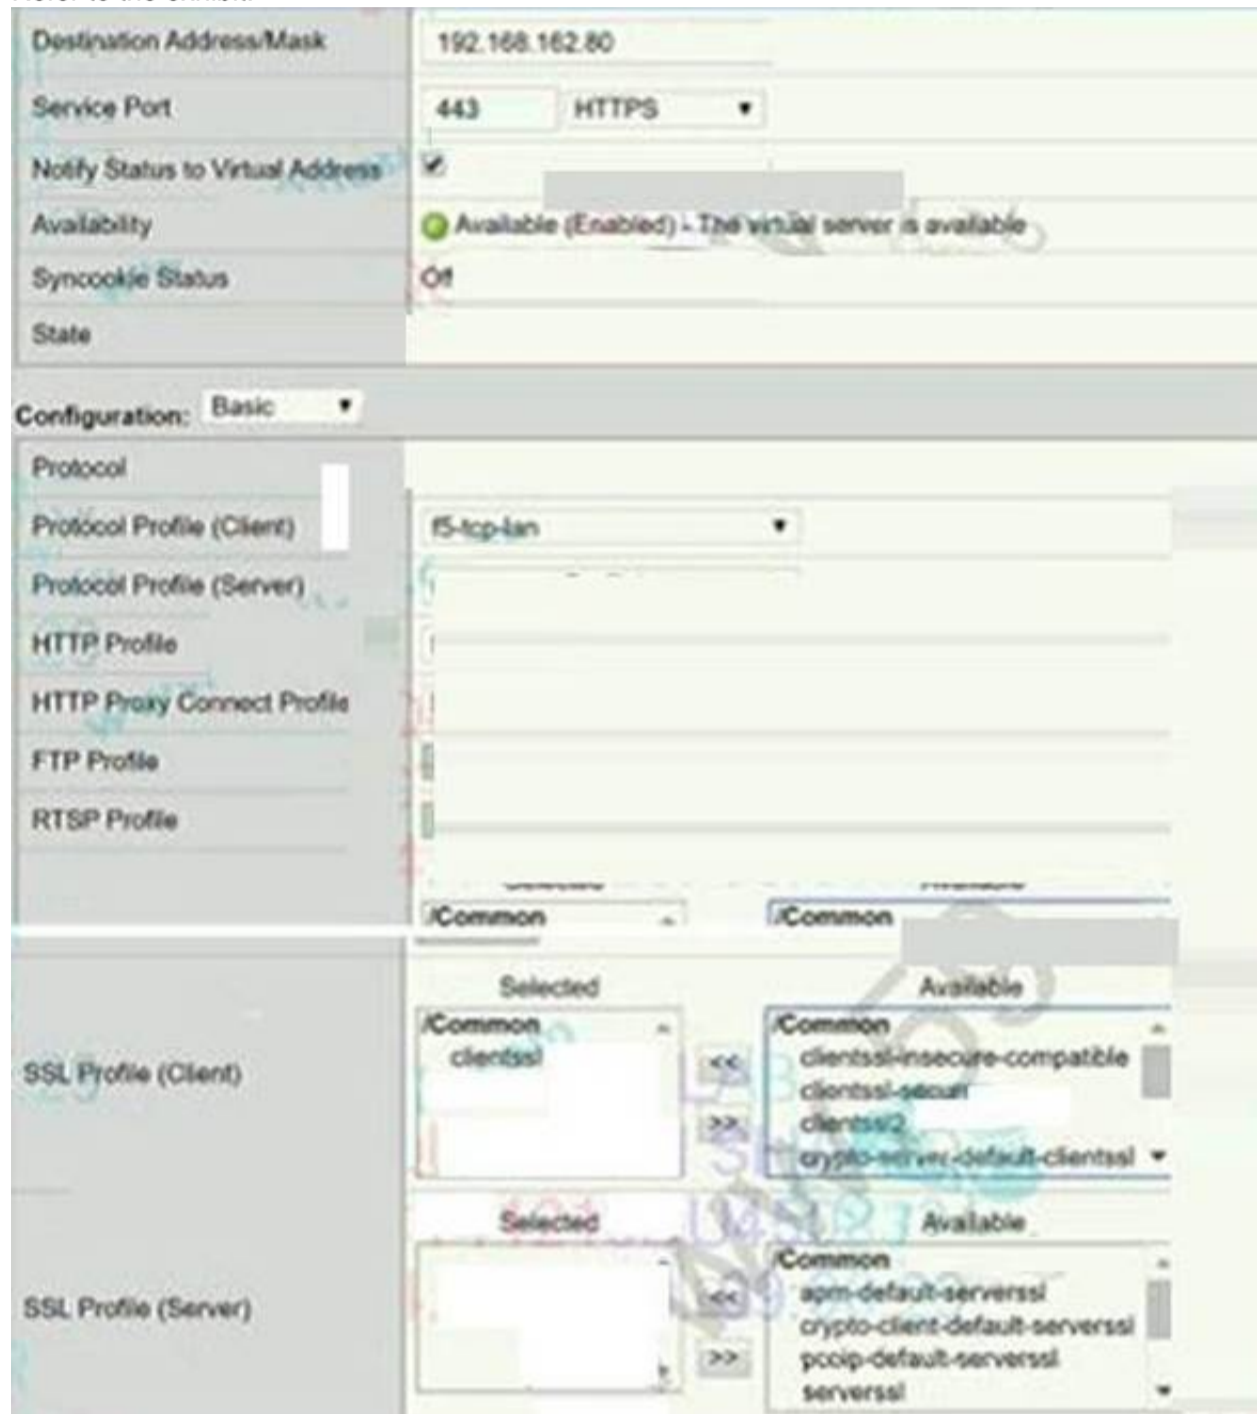 Destination Address/Mask 192.168.162.80
Service Port 443 HTTPS
Notify Status to Virtual Address
Availability Available (Enabled) - The virtual server is available
Syncookie Status Off
State
Configuration: Basic
Protocol
Protocol Profile (Client) f5-tcp-lan
Protocol Profile (Server)
HTTP Profile
HTTP Proxy Connect Profile
FTP Profile
RTSP Profile
/Common /Common
Selected Available
/Common /Common
clientssl clientssl-insecure-compatible
<<
clientssl2
>>
crypto-server-default-clientssl
SSL Profile (Client)
Selected Available
/Common
<< apm-default-serverssl
crypto-client-default-serverssl
SSL Profile (Server)
>> pcoip-default-serverssl
serverssl